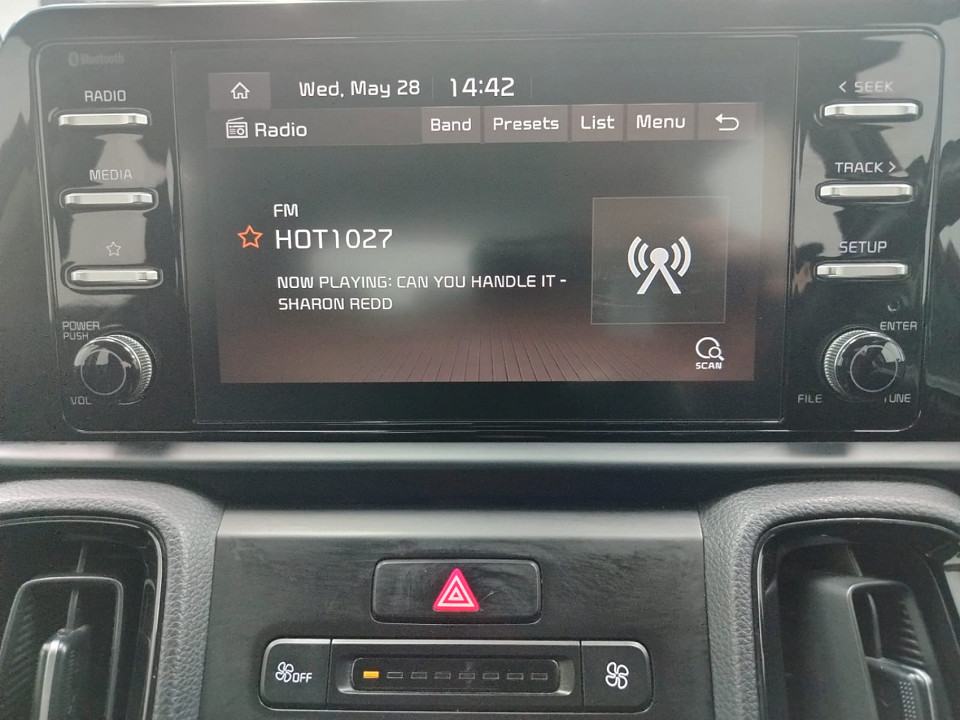 Bluetooth
RADIO
MEDIA
POWER
PUSH
VOL
Wed, May 28 14:42
Radio Band Presets List Menu
FM
HOT1027
NOW PLAYING: CAN YOU HANDLE IT -
SHARON REDD
SCAN
< SEEK
TRACK >
SETUP
ENTER
FILE TUNE
OFF